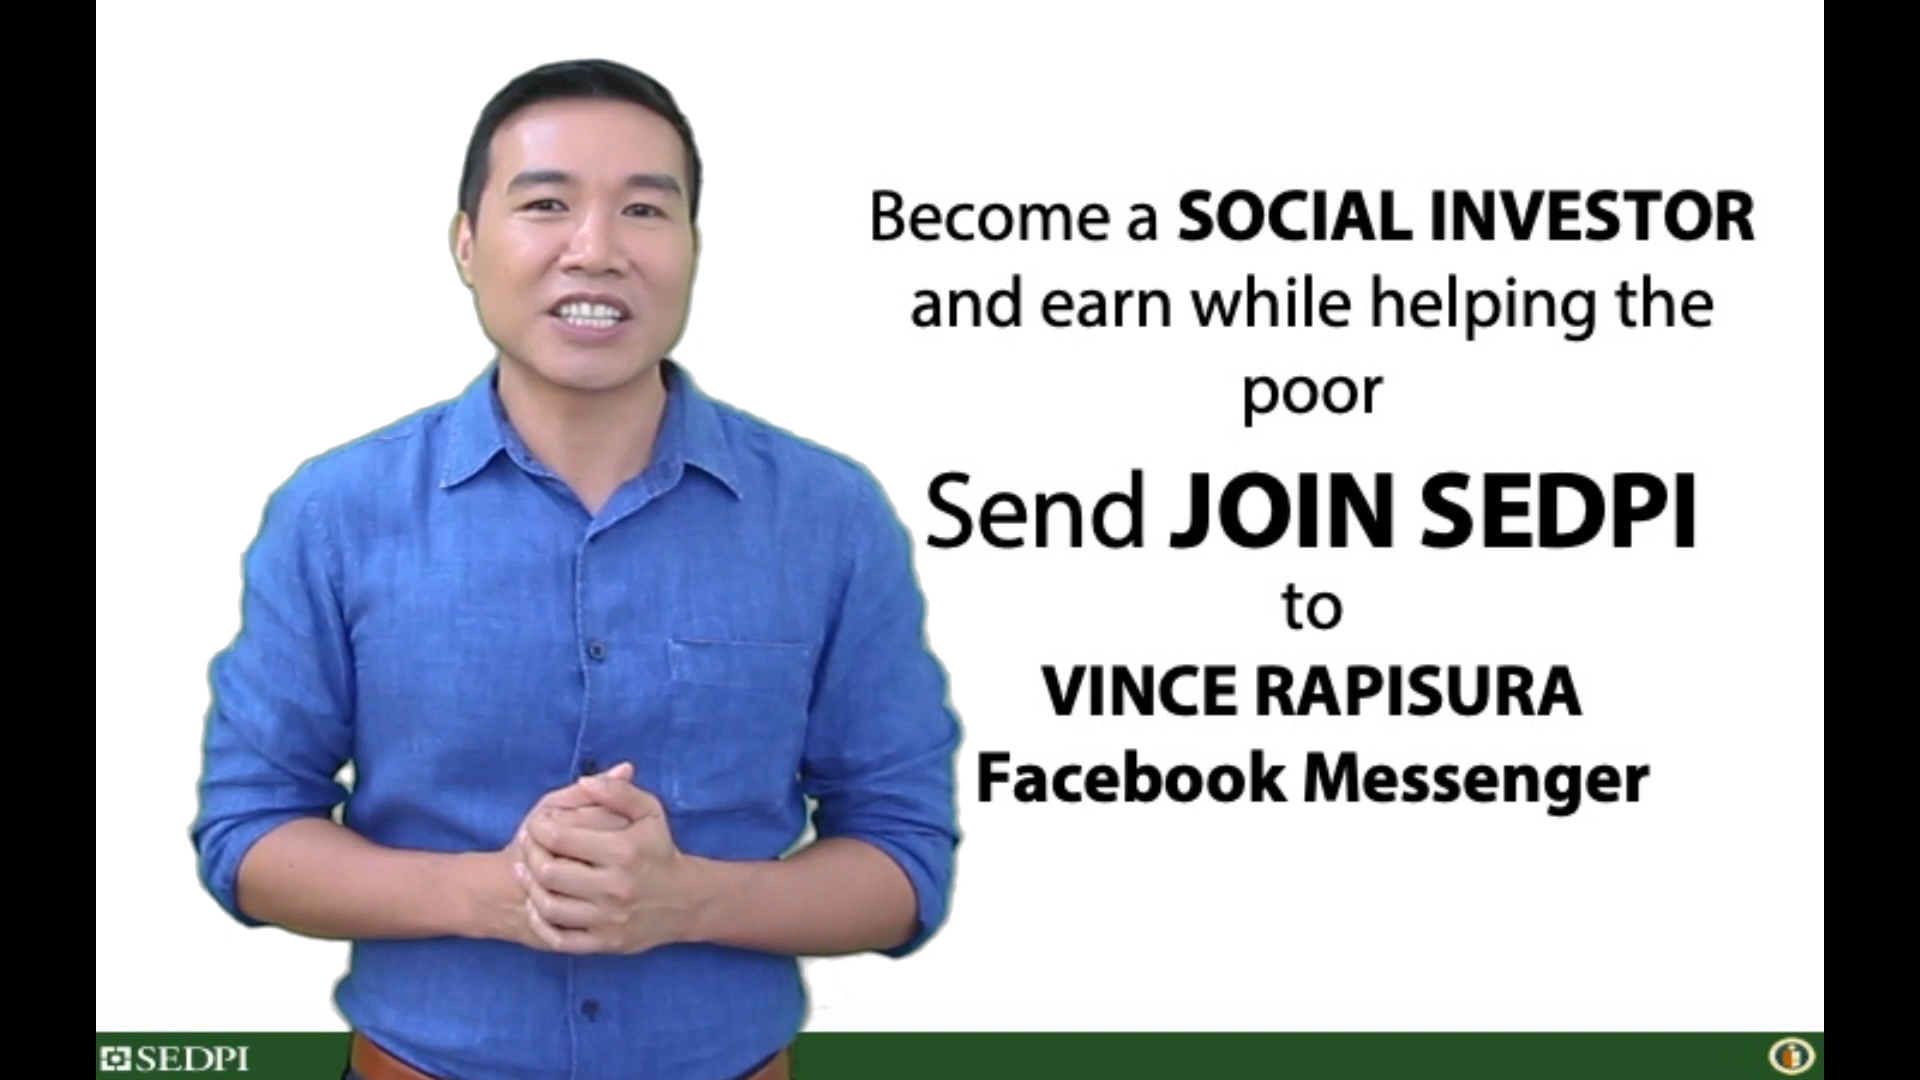 Become a SOCIAL INVESTOR
and earn while helping the
poor
Send JOIN SEDPI
to
VINCE RAPISURA
Facebook Messenger
SEDPI